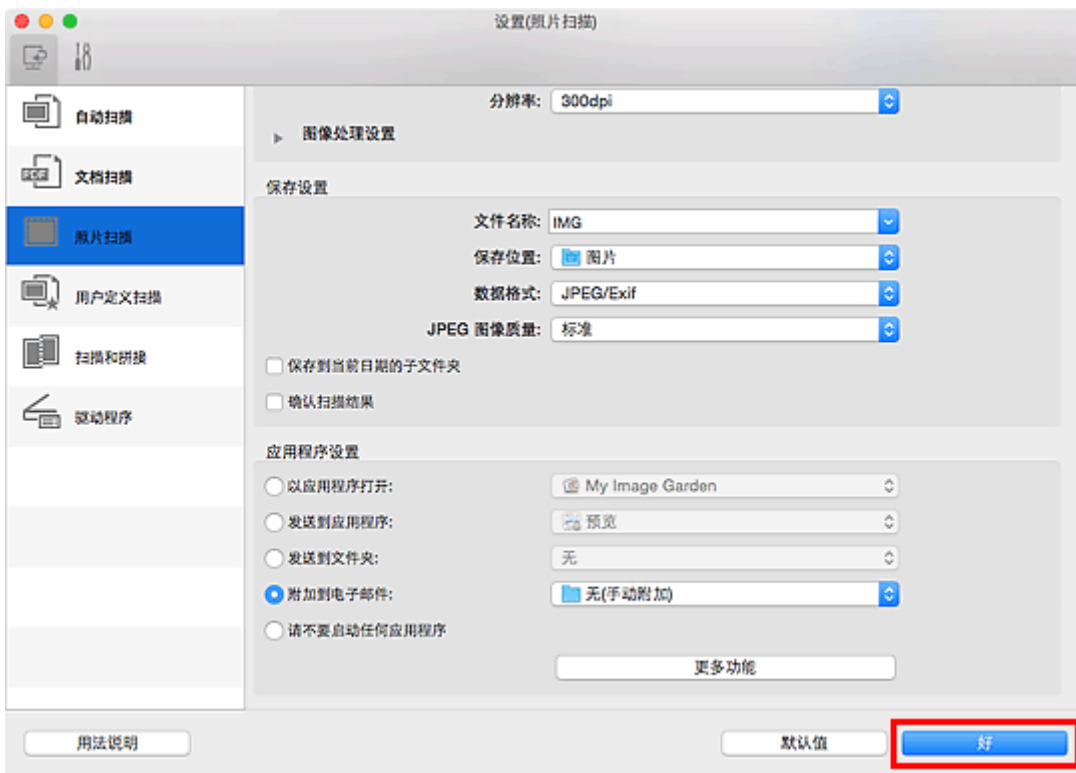 设置(照片扫描)
自动扫描
PDF
文档扫描
照片扫描
用户定义扫描
扫描和拼接
驱动程序
分辨率: 300dpi
图像处理设置
保存设置
文件名称: IMG
保存位置: 图片
数据格式: JPEG/Exif
JPEG 图像质量: 标准
保存到当前日期的子文件夹
确认扫描结果
应用程序设置
以应用程序打开: My Image Garden
发送到应用程序: 预览
发送到文件夹: 无
附加到电子邮件: 无(手动附加)
请不要启动任何应用程序
更多功能
用法说明 默认值 好